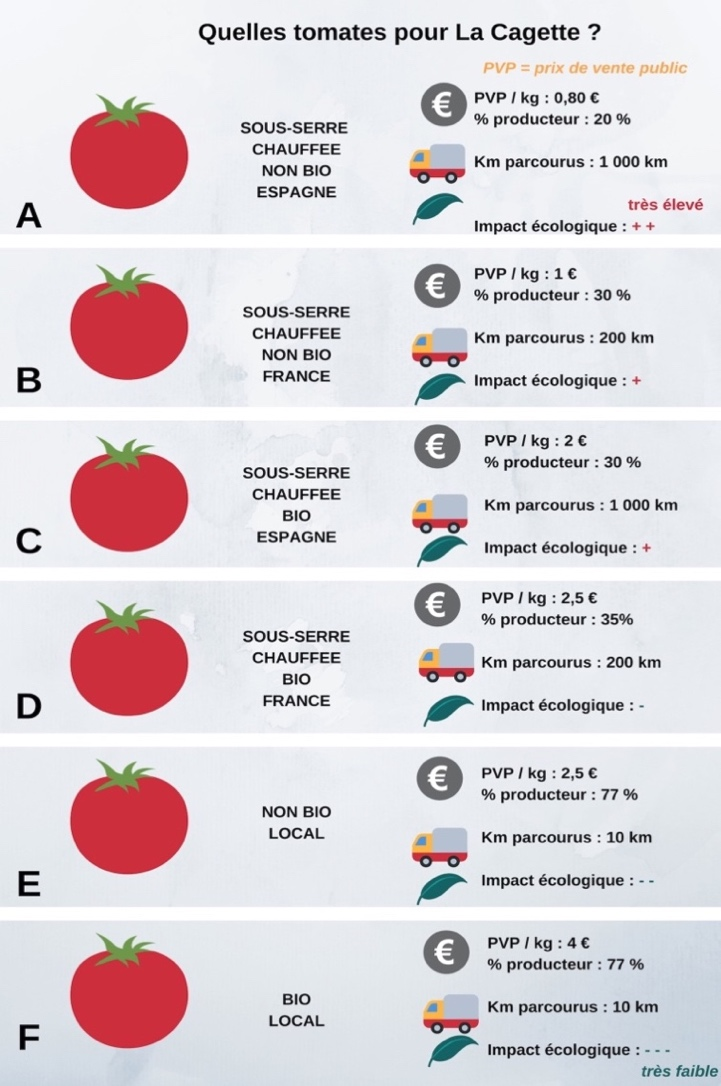 Quelles tomates pour La Cagette ?
PVP = prix de vente public
A
SOUS-SERRE
CHAUFFEE
NON BIO
ESPAGNE
€
PVP / kg : 0,80 €
% producteur : 20 %
Km parcourus : 1 000 km
très élevé
Impact écologique : + +
B
SOUS-SERRE
CHAUFFEE
NON BIO
FRANCE
€
PVP / kg : 1 €
% producteur : 30 %
Km parcourus : 200 km
Impact écologique : +
C
SOUS-SERRE
CHAUFFEE
BIO
ESPAGNE
€
PVP / kg : 2 €
% producteur : 30 %
Km parcourus : 1 000 km
Impact écologique : +
D
SOUS-SERRE
CHAUFFEE
BIO
FRANCE
€
PVP / kg : 2,5 €
% producteur : 35%
Km parcourus : 200 km
Impact écologique : -
E
NON BIO
LOCAL
€
PVP / kg : 2,5 €
% producteur : 77 %
Km parcourus : 10 km
Impact écologique : - -
F
BIO
LOCAL
€
PVP / kg : 4 €
% producteur : 77 %
Km parcourus : 10 km
Impact écologique : - - -
très faible